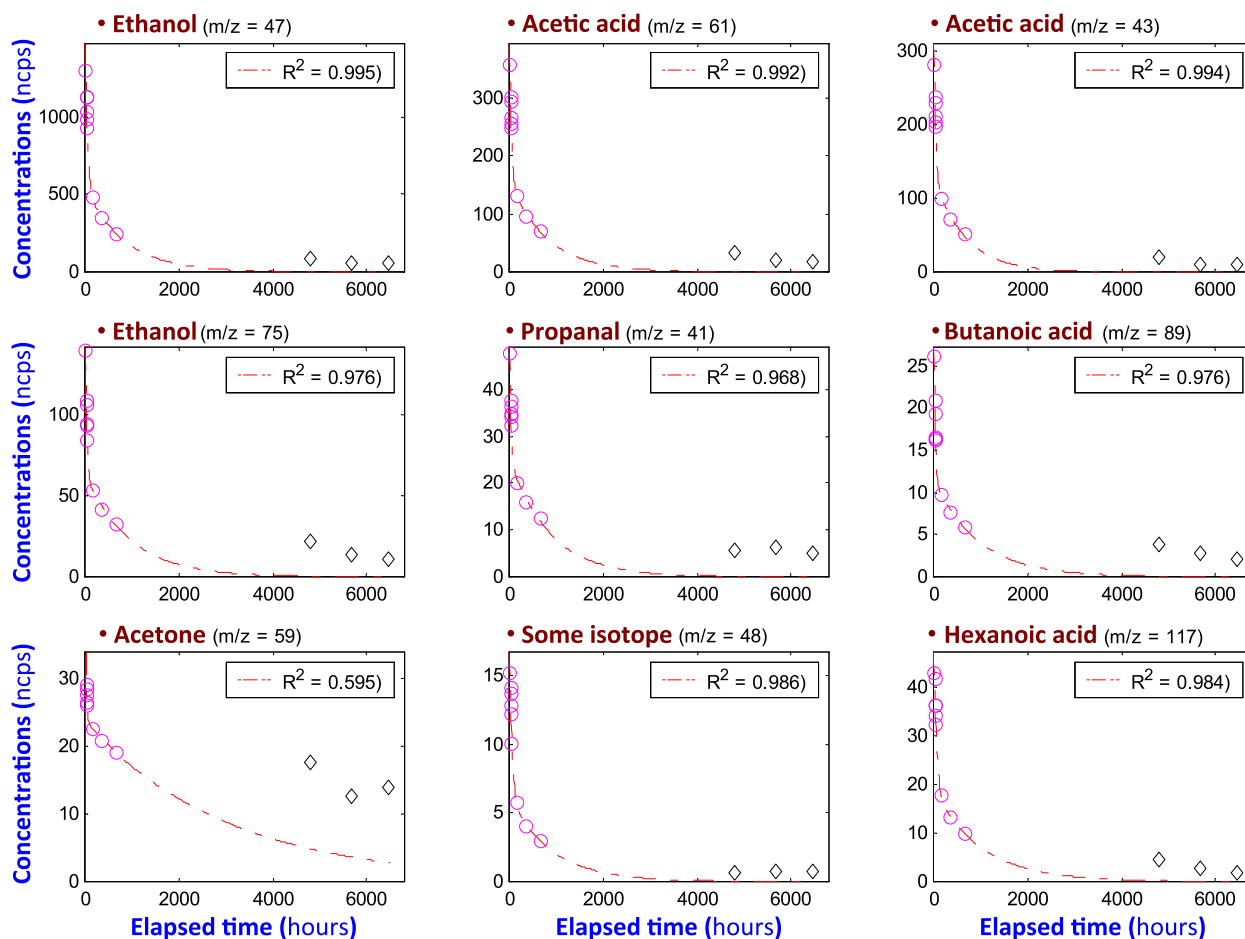 • Ethanol (m/z = 47) • Acetic acid (m/z = 61) • Acetic acid (m/z = 43)
Concentrations (ncps)
R² = 0.995) R² = 0.992) R² = 0.994)
1000 300 300
500 200 200
0 100 100
0 0
0 2000 4000 6000 0 2000 4000 6000 0 2000 4000 6000
• Ethanol (m/z = 75) • Propanal (m/z = 41) • Butanoic acid (m/z = 89)
Concentrations (ncps)
R² = 0.976) R² = 0.968) R² = 0.976)
100 40 25
50 30 20
0 20 15
10 10
0 5
0
0 2000 4000 6000 0 2000 4000 6000 0 2000 4000 6000
• Acetone (m/z = 59) • Some isotope (m/z = 48) • Hexanoic acid (m/z = 117)
Concentrations (ncps)
R² = 0.595) R² = 0.986) R² = 0.984)
30 15 40
20 10 30
10 5 20
0 0 10
0
0 2000 4000 6000 0 2000 4000 6000 0 2000 4000 6000
Elapsed time (hours) Elapsed time (hours) Elapsed time (hours)